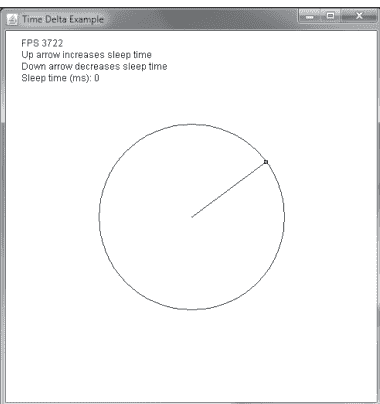 Time Delta Example
FPS 3722
Up arrow increases sleep time
Down arrow decreases sleep time
Sleep time (ms): 0